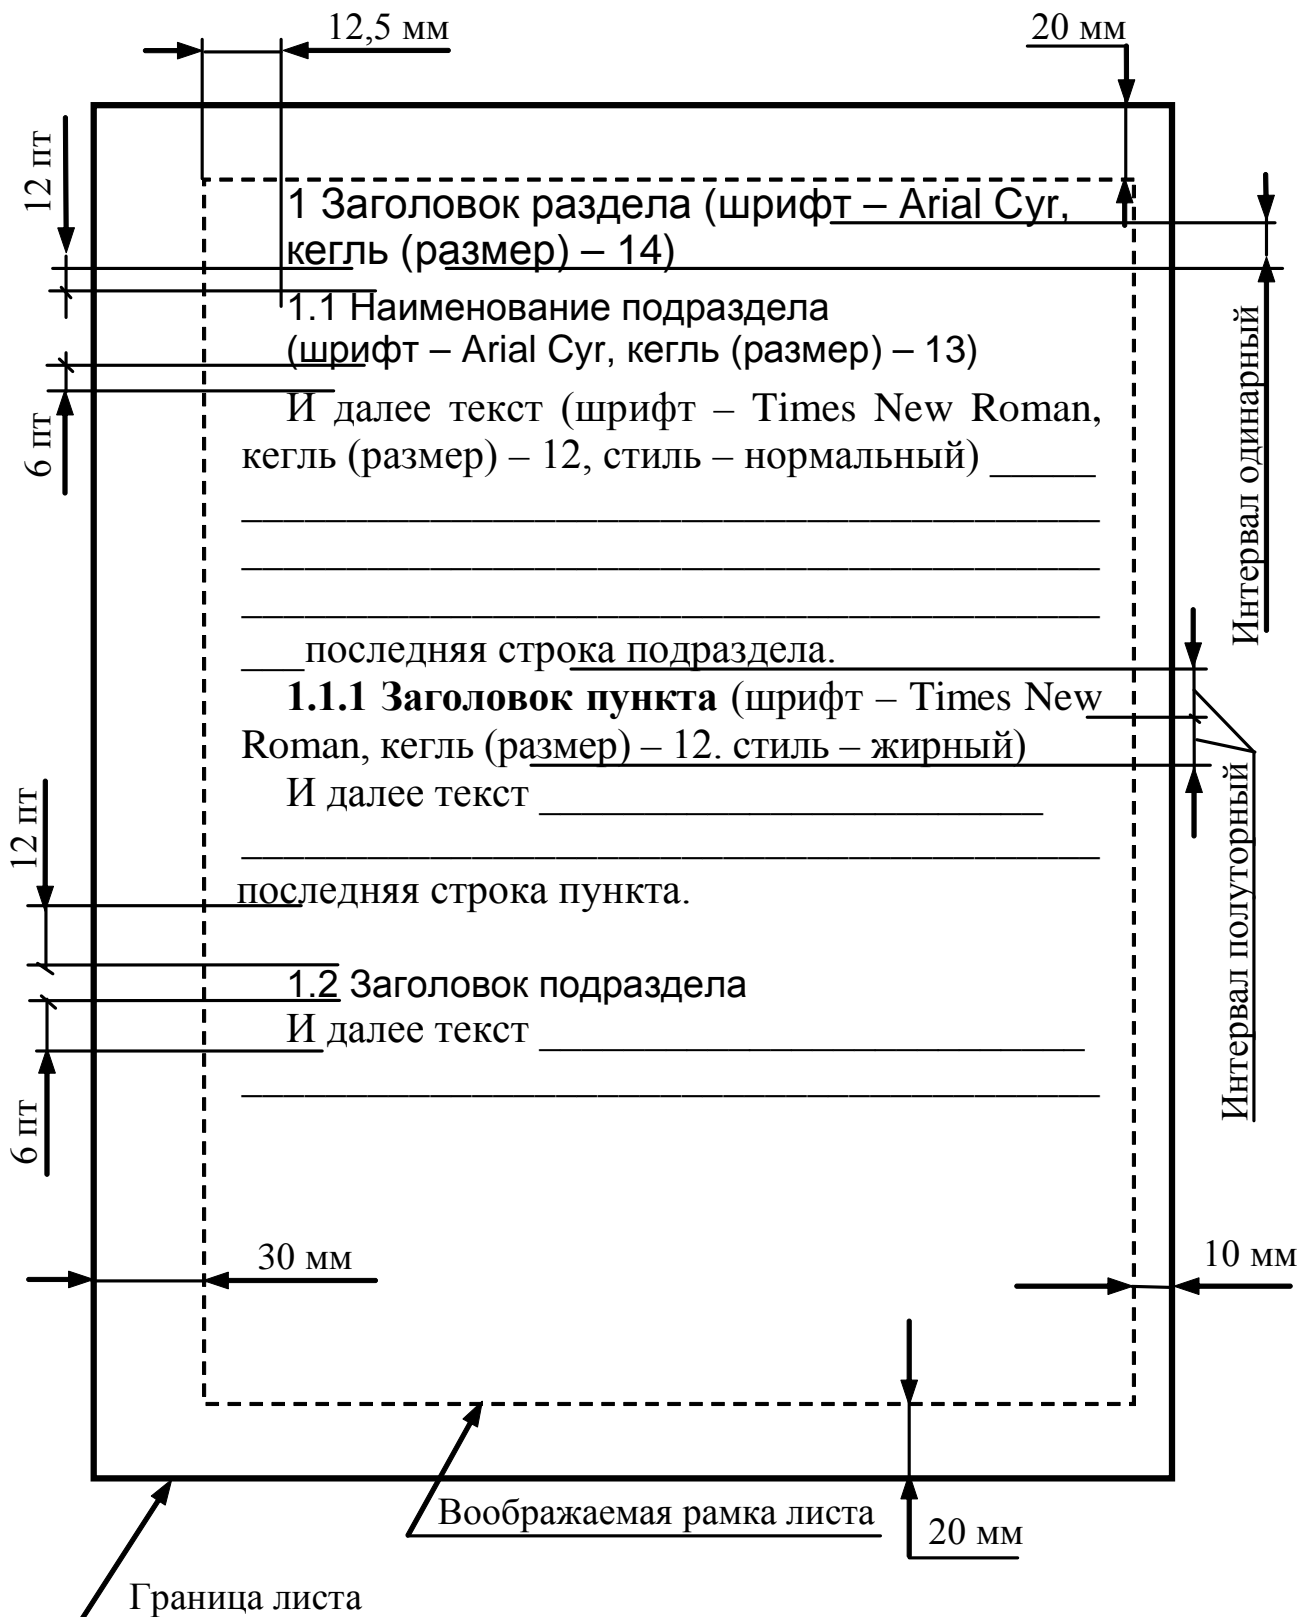 12,5 мм
20 мм
12 пт
1 Заголовок раздела (шрифт – Arial Cyr,
кегль (размер) – 14)
1.1 Наименование подраздела
(шрифт – Arial Cyr, кегль (размер) – 13)
6 пт
И далее текст (шрифт – Times New Roman,
кегль (размер) – 12, стиль – нормальный) _____
Интервал одинарный
___последняя строка подраздела.
1.1.1 Заголовок пункта (шрифт – Times New
Roman, кегль (размер) – 12. стиль – жирный)
И далее текст ________________________
Интервал полуторный
12 пт
последняя строка пункта.
1.2 Заголовок подраздела
И далее текст __________________________
6 пт
30 мм
10 мм
Воображаемая рамка листа
20 мм
Граница листа